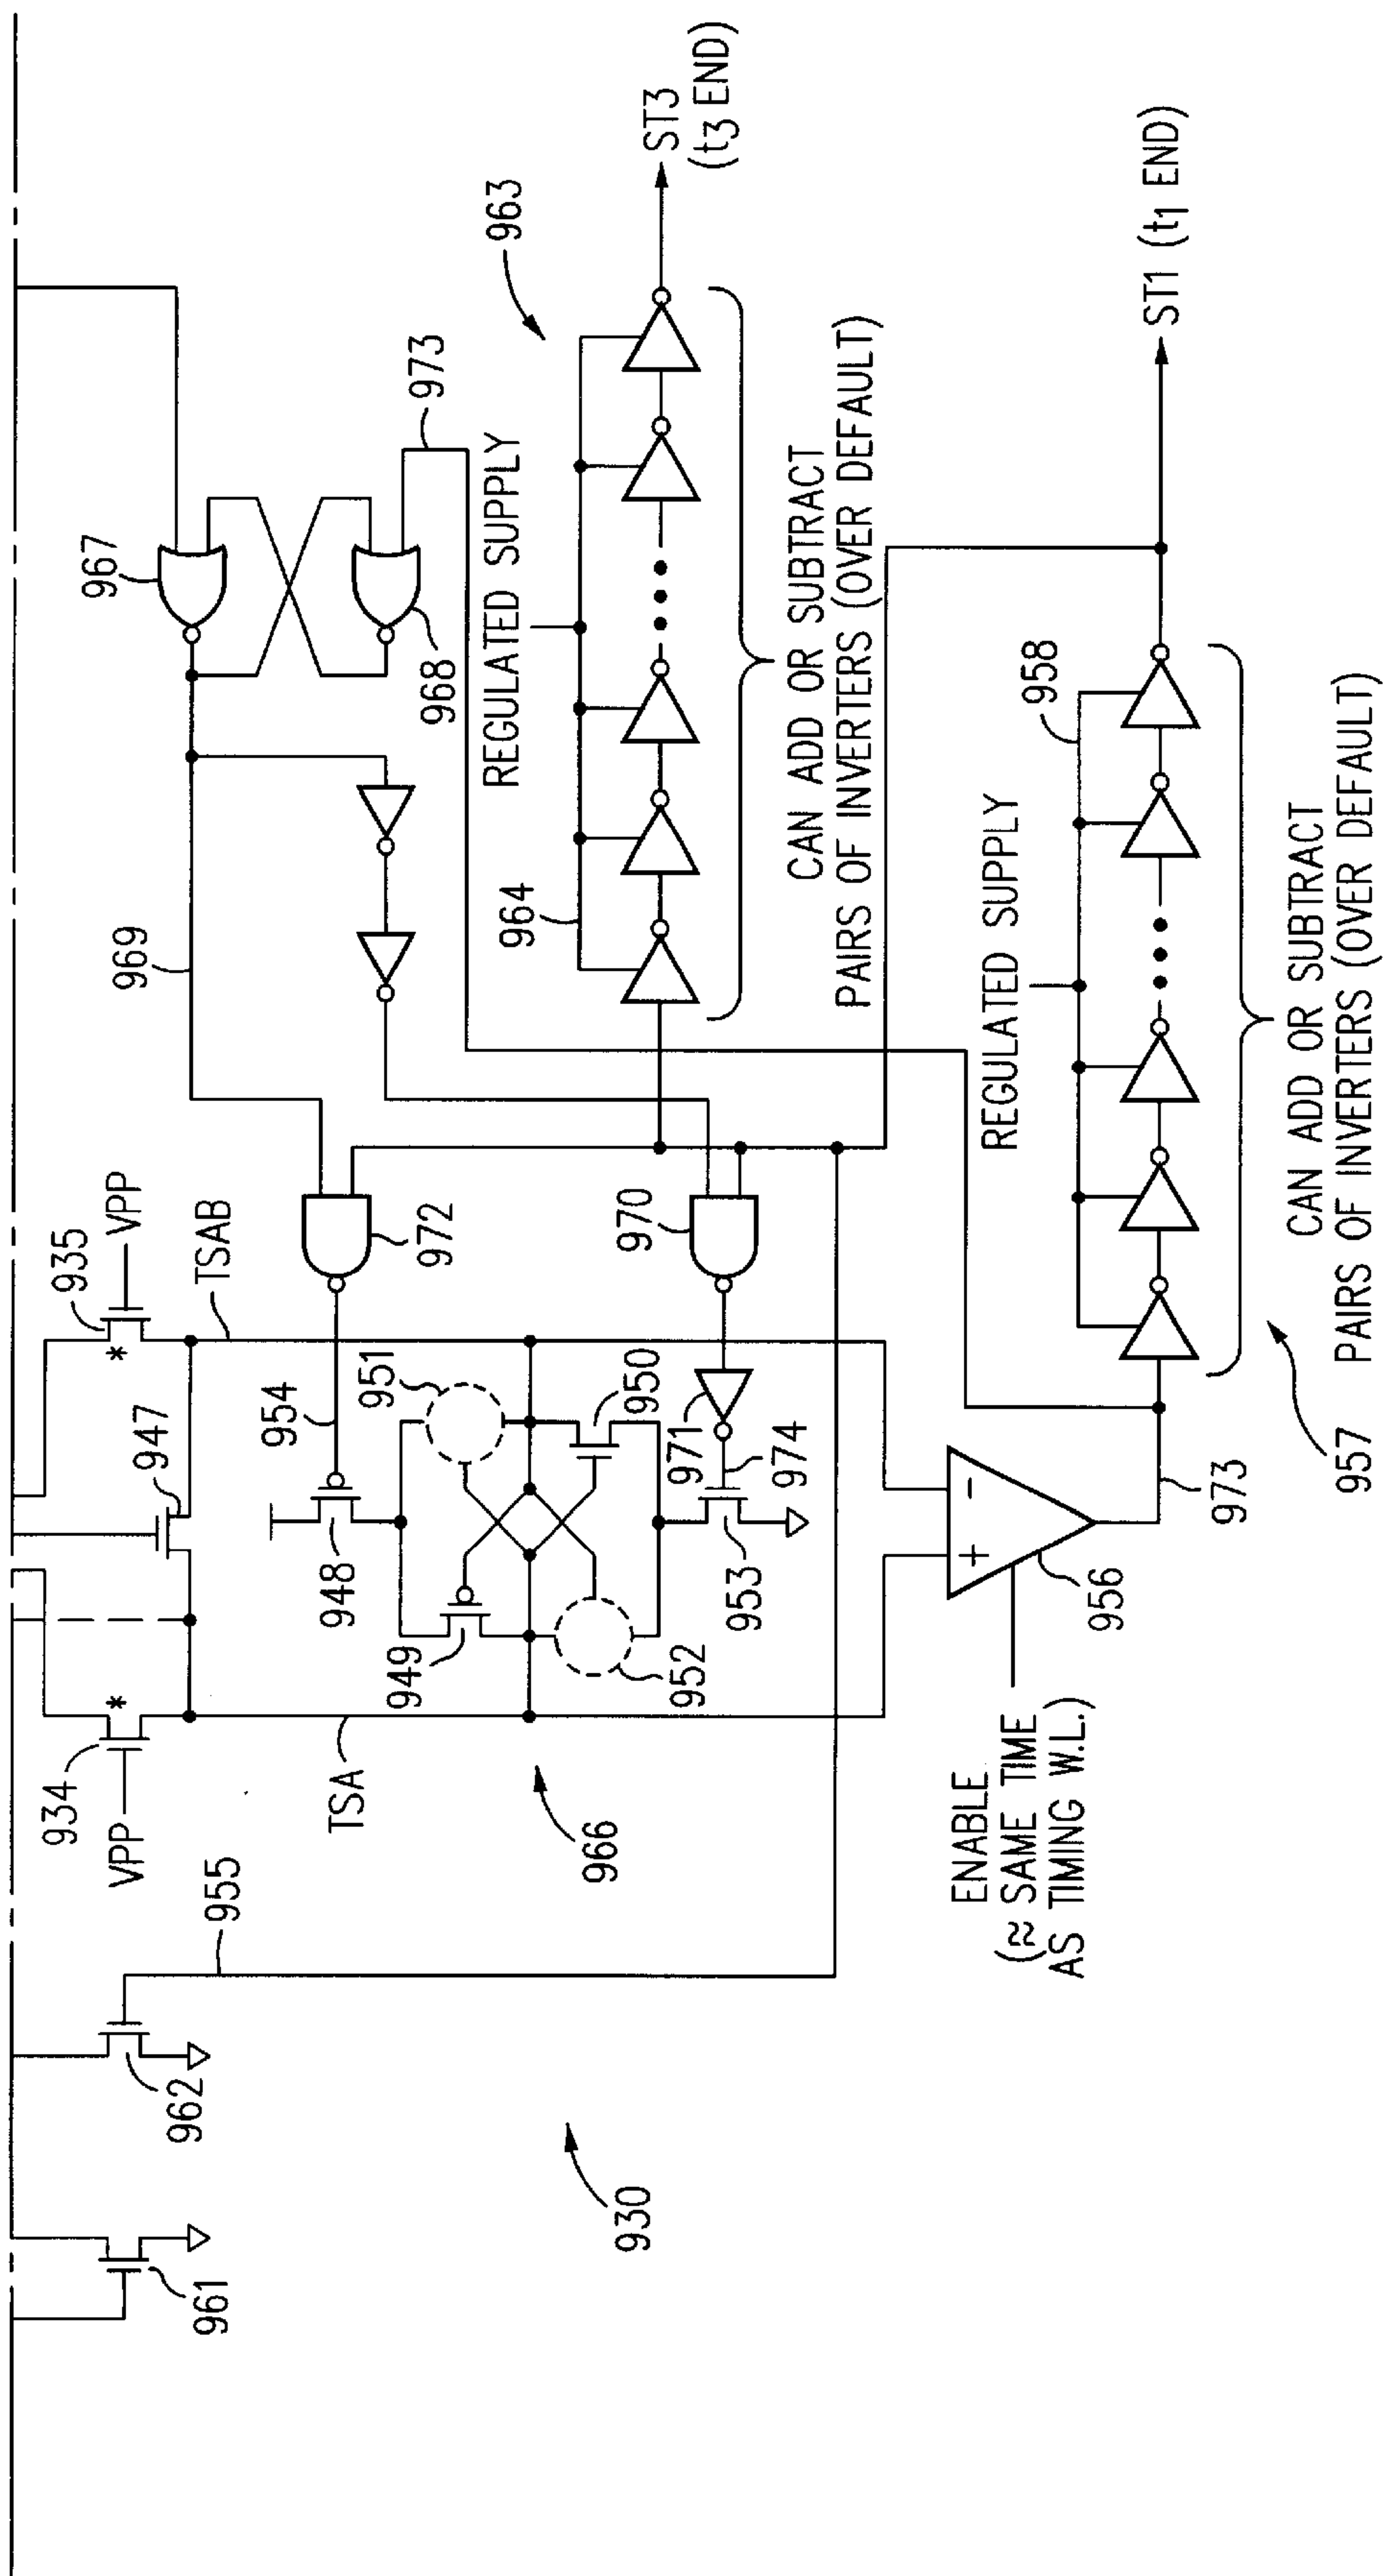 961
962
955
930
934
VPP
*
*
935
VPP
947
TSA
TSAB
966
948
954
949
951
950
952
953
971
974
972
970
969
967
968
973
REGULATED SUPPLY
964
963
ST3
(t3 END)
CAN ADD OR SUBTRACT
PAIRS OF INVERTERS (OVER DEFAULT)
ENABLE
(≈ SAME TIME
AS TIMING W.L.)
+
-
956
973
957
REGULATED SUPPLY
958
ST1 (t1 END)
CAN ADD OR SUBTRACT
PAIRS OF INVERTERS (OVER DEFAULT)